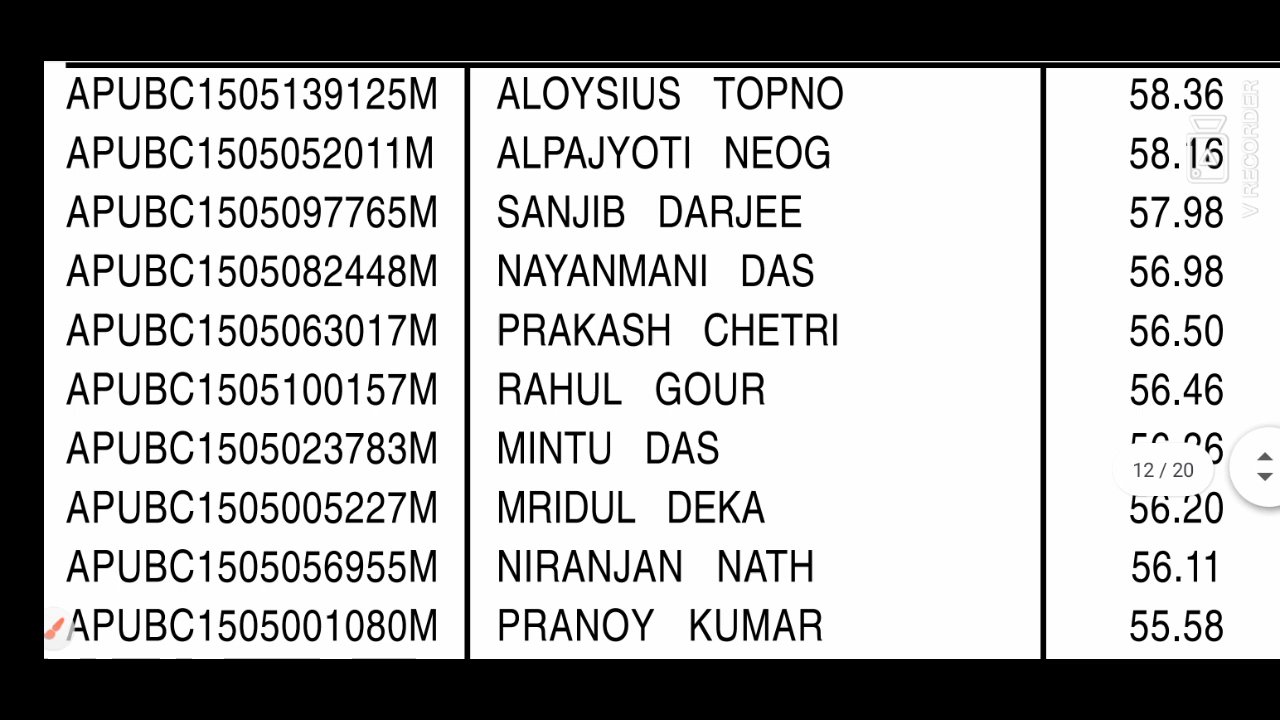 APUBC1505139125M ALOYSIUS TOPNO 58.36
APUBC1505052011M ALPAJYOTI NEOG 58.16
APUBC1505097765M SANJIB DARJEE 57.98
APUBC1505082448M NAYANMANI DAS 56.98
APUBC1505063017M PRAKASH CHETRI 56.50
APUBC1505100157M RAHUL GOUR 56.46
APUBC1505023783M MINTU DAS
12 / 20
APUBC1505005227M MRIDUL DEKA 56.20
APUBC1505056955M NIRANJAN NATH 56.11
APUBC1505001080M PRANOY KUMAR 55.58
V RECORDER